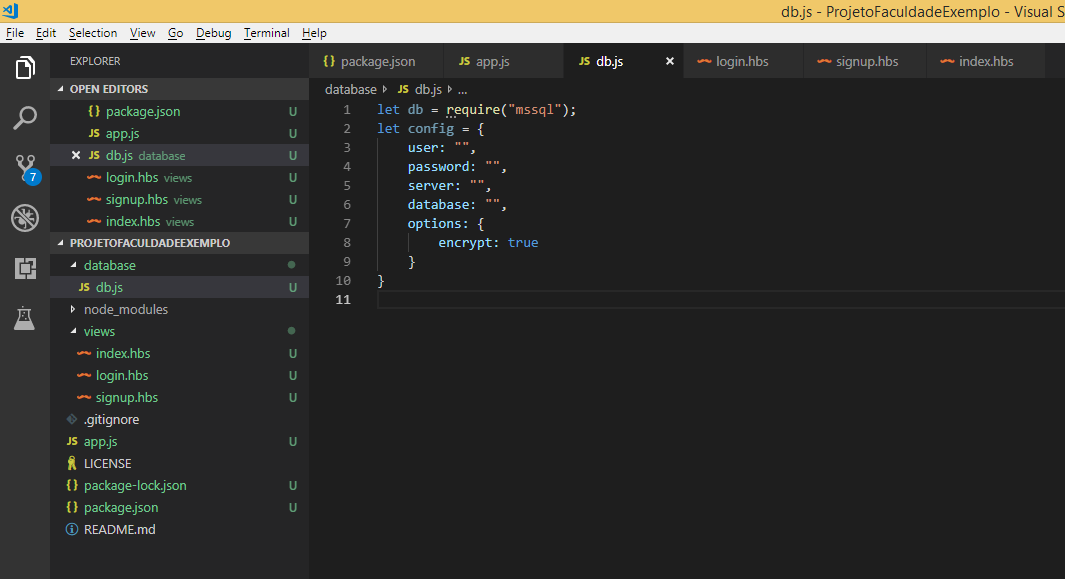 db.js - ProjetoFaculdadeExemplo - Visual S
File Edit Selection View Go Debug Terminal Help
EXPLORER
OPEN EDITORS
{} package.json U
JS app.js U
JS db.js database U
login.hbs views U
signup.hbs views U
index.hbs views U
PROJETOFACULDADEEXEMPLO
database
JS db.js U
node_modules
views
index.hbs U
login.hbs U
signup.hbs U
.gitignore
JS app.js U
LICENSE
{} package-lock.json U
{} package.json U
README.md
7
{} package.json JS app.js JS db.js login.hbs signup.hbs index.hbs
database JS db.js ...
1 let db = require("mssql");
2 let config = {
3 user: "",
4 password: "",
5 server: "",
6 database: "",
7 options: {
8 encrypt: true
9 }
10 }
11